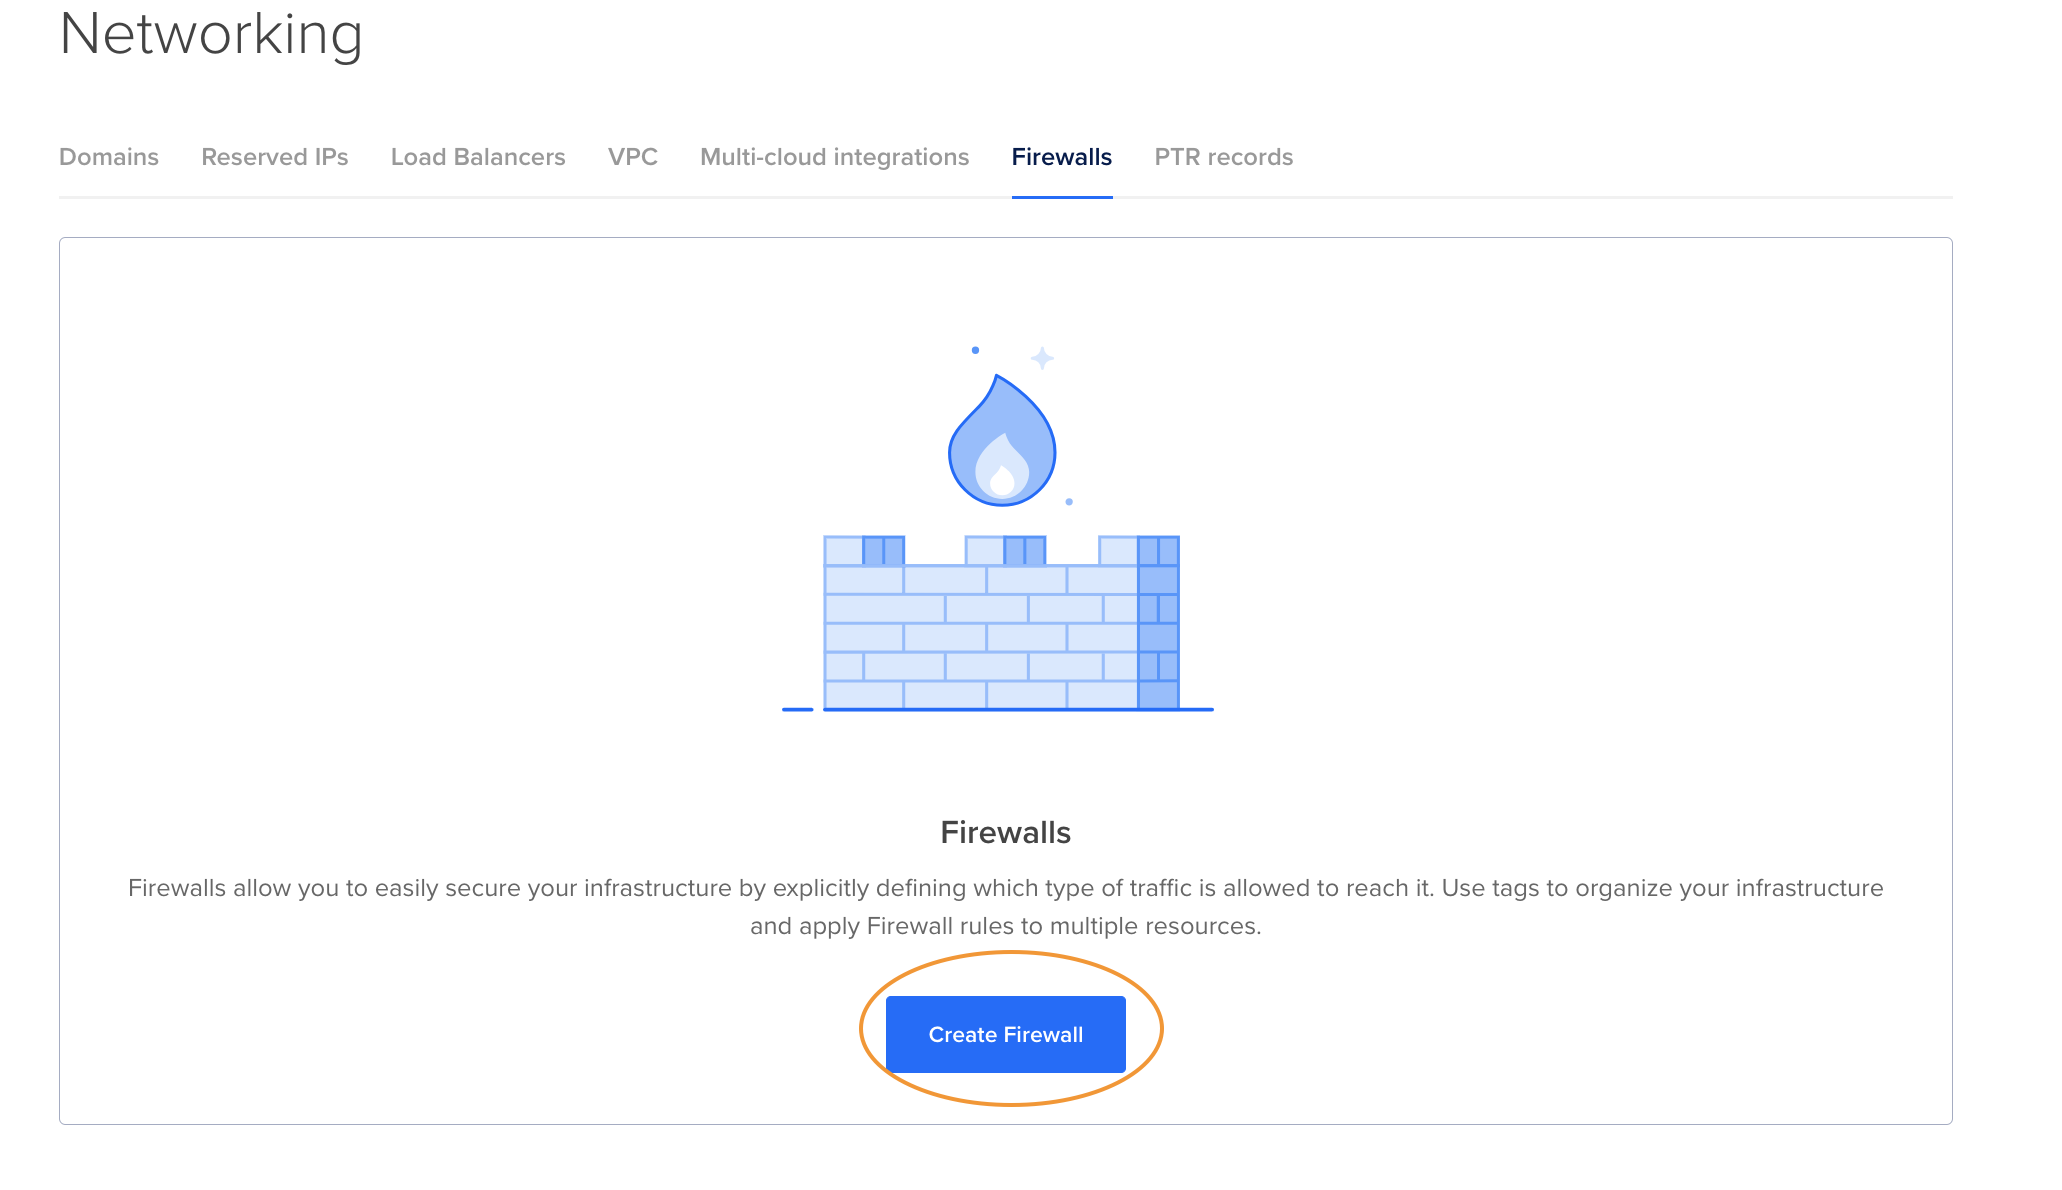 Networking
Domains Reserved IPs Load Balancers VPC Multi-cloud integrations Firewalls PTR records
Firewalls
Firewalls allow you to easily secure your infrastructure by explicitly defining which type of traffic is allowed to reach it. Use tags to organize your infrastructure
and apply Firewall rules to multiple resources.
Create Firewall